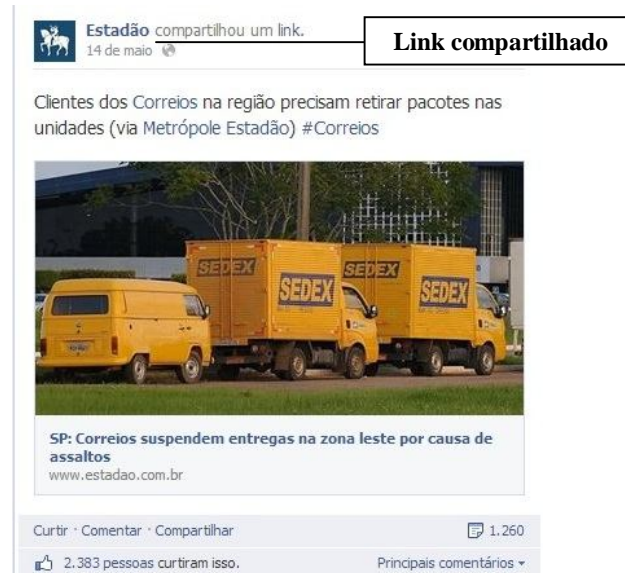 Estadão compartilhou um link.
14 de maio
Link compartilhado
Clientes dos Correios na região precisam retirar pacotes nas
unidades (via Metrópole Estadão) #Correios
SEDEX
SEDEX
SEDEX
SEDEX
SP: Correios suspendem entregas na zona leste por causa de
assaltos
www.estadao.com.br
Curtir · Comentar · Compartilhar
1.260
2.383 pessoas curtiram isso.
Principais comentários